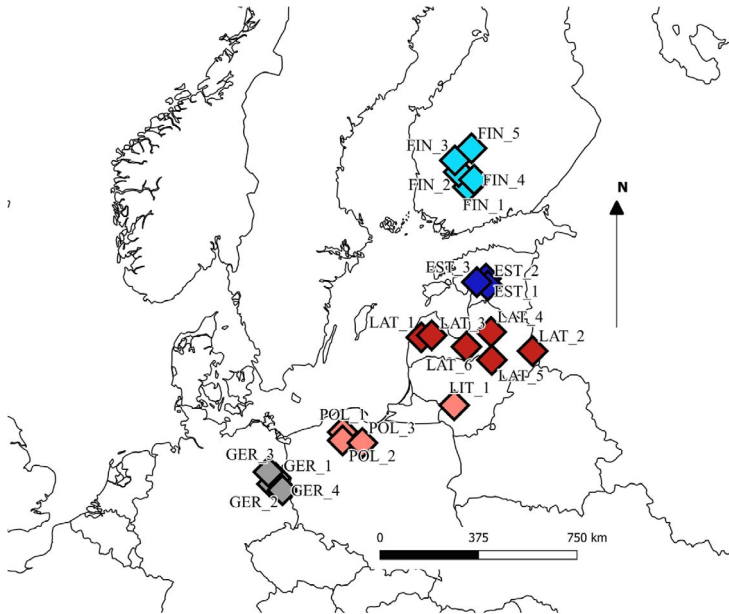 FIN_5
FIN_3
FIN_4
FIN_2
FIN_1
N
EST_3
EST_2
EST_1
LAT_1
LAT_3
LAT_4
LAT_2
LAT_6
LAT_5
LIT_1
POL_1
POL_3
POL_2
GER_3
GER_1
GER_2
GER_4
0 375 750 km